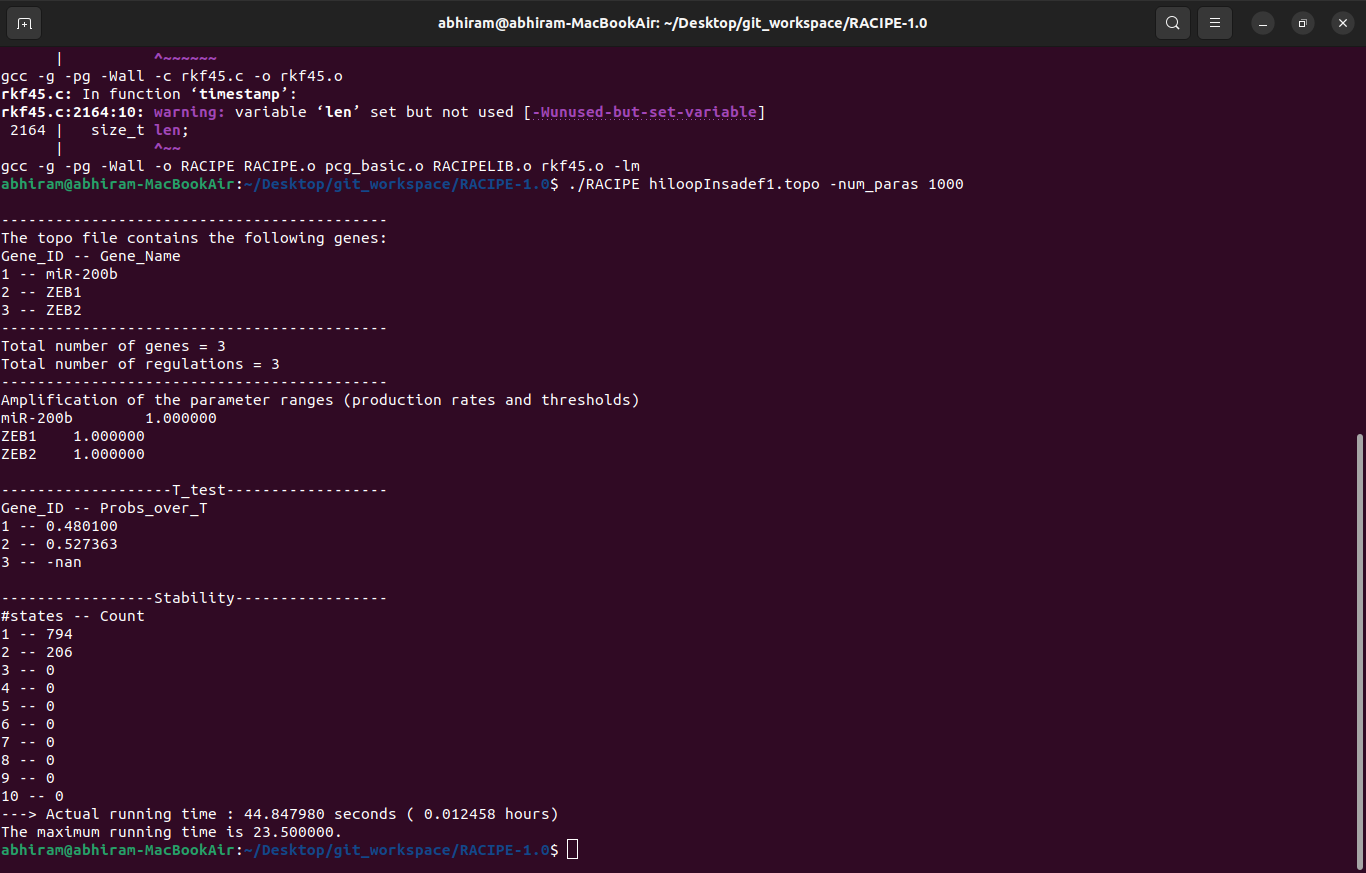 abhiram@abhiram-MacBookAir: ~/Desktop/git_workspace/RACIPE-1.0
      |          ^~~~~~~
gcc -g -pg -Wall -c rkf45.c -o rkf45.o
rkf45.c: In function ‘timestamp’:
rkf45.c:2164:10: warning: variable ‘len’ set but not used [-Wunused-but-set-variable]
 2164 |   size_t len;
      |          ^~~
gcc -g -pg -Wall -o RACIPE RACIPE.o pcg_basic.o RACIPELIB.o rkf45.o -lm
abhiram@abhiram-MacBookAir:~/Desktop/git_workspace/RACIPE-1.0$ ./RACIPE hiloopInsadef1.topo -num_paras 1000
-------------------------------------------
The topo file contains the following genes:
Gene_ID -- Gene_Name
1 -- miR-200b
2 -- ZEB1
3 -- ZEB2
-------------------------------------------
Total number of genes = 3
Total number of regulations = 3
-------------------------------------------
Amplification of the parameter ranges (production rates and thresholds)
miR-200b        1.000000
ZEB1    1.000000
ZEB2    1.000000
-------------------T_test------------------
Gene_ID -- Probs_over_T
1 -- 0.480100
2 -- 0.527363
3 -- -nan
-----------------Stability-----------------
#states -- Count
1 -- 794
2 -- 206
3 -- 0
4 -- 0
5 -- 0
6 -- 0
7 -- 0
8 -- 0
9 -- 0
10 -- 0
---> Actual running time : 44.847980 seconds ( 0.012458 hours)
The maximum running time is 23.500000.
abhiram@abhiram-MacBookAir:~/Desktop/git_workspace/RACIPE-1.0$